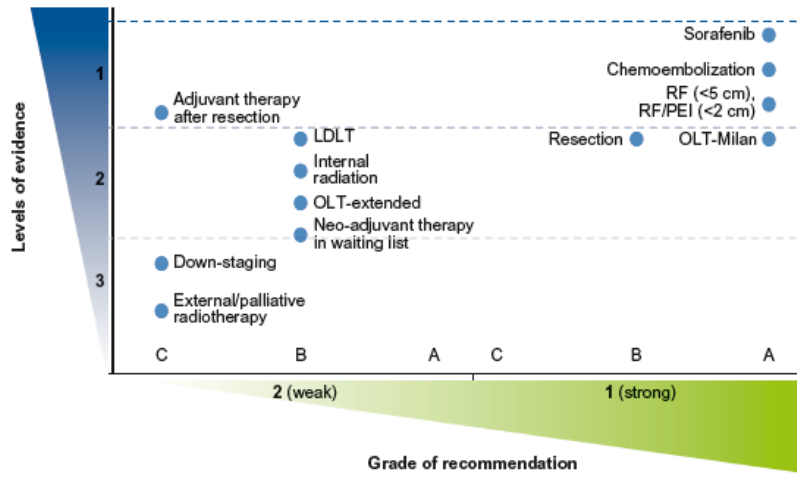 Sorafenib
1
Chemoembolization
RF (<5 cm),
RF/PEI (<2 cm)
Adjuvant therapy
after resection
LDLT
Resection
OLT-Milan
Internal
radiation
2
OLT-extended
Neo-adjuvant therapy
in waiting list
Down-staging
3
External/palliative
radiotherapy
Levels of evidence
C B A C B A
2 (weak) 1 (strong)
Grade of recommendation